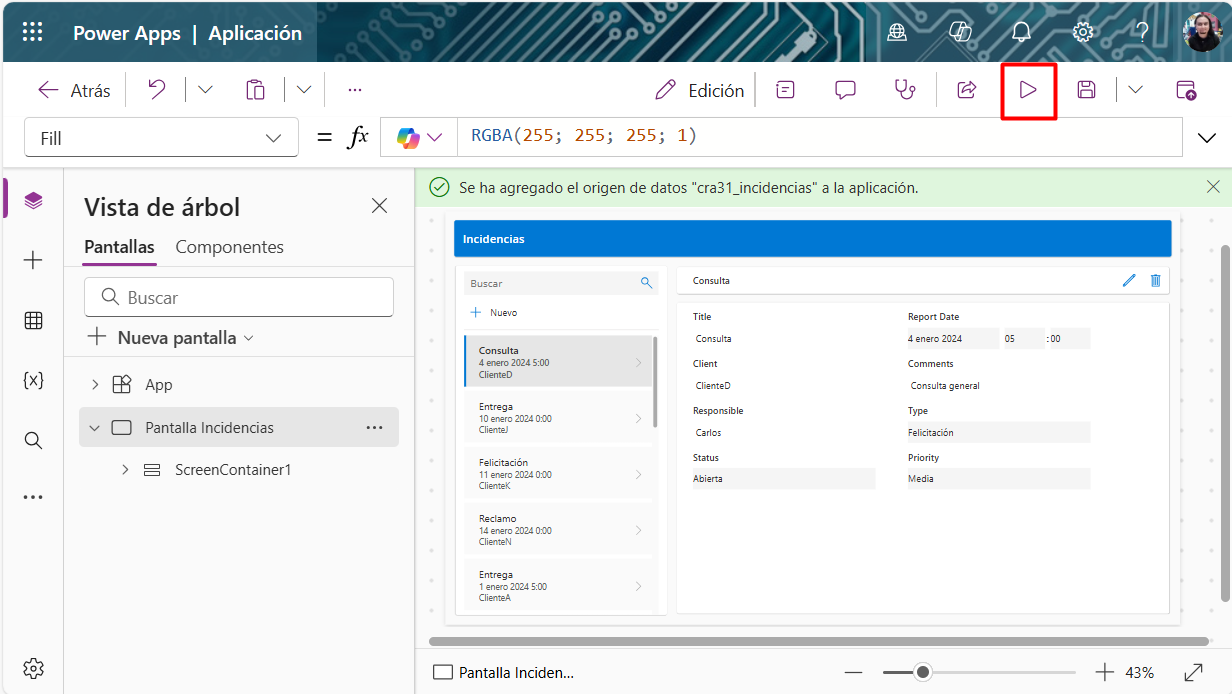 Power Apps | Aplicación
Atrás
Edición
Fill
= fx
RGBA(255; 255; 255; 1)
Vista de árbol
Pantallas Componentes
Buscar
Nueva pantalla
App
Pantalla Incidencias
ScreenContainer1
Se ha agregado el origen de datos "cra31_incidencias" a la aplicación.
Incidencias
Buscar
Nuevo
Consulta
4 enero 2024 5:00
ClienteD
Entrega
10 enero 2024 0:00
ClienteJ
Felicitación
11 enero 2024 0:00
ClienteK
Reclamo
14 enero 2024 0:00
ClienteN
Entrega
1 enero 2024 5:00
ClienteA
Consulta
Title Report Date
Consulta 4 enero 2024 05 :00
Client Comments
ClienteD Consulta general
Responsible Type
Carlos Felicitación
Status Priority
Abierta Media
Pantalla Inciden...
43%